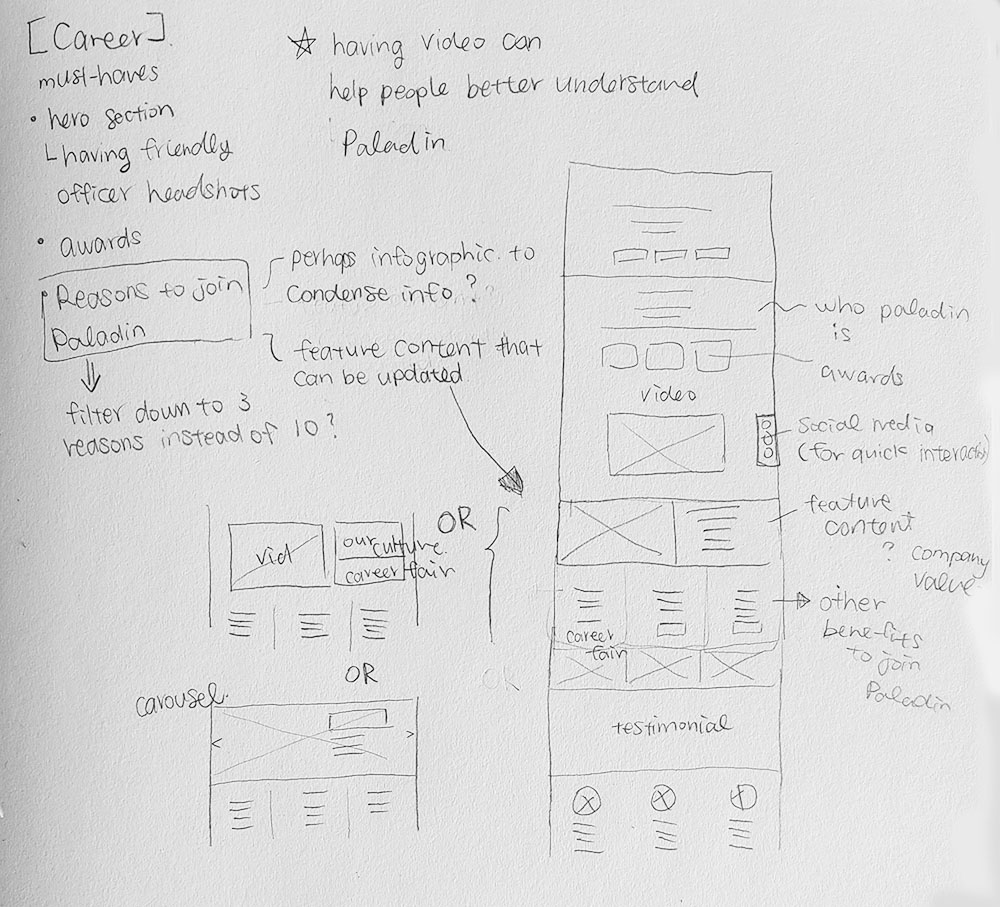 [Career].
must-haves
• hero section
└ having friendly
officer headshots
• awards
• Reasons to join
Paladin
filter down to 3
reasons instead of 10?
☆ having video can
help people better understand
Paladin
perhaps infographic to
condense info.?
feature content that
can be updated.
who paladin
is
awards
video
social media
(for quick interaction)
feature
content
? company
value
OR
vid
our culture.
career fair
other
benefits
to join
Paladin
career
fair
OR
OR
carousel.
<
>
testimonial